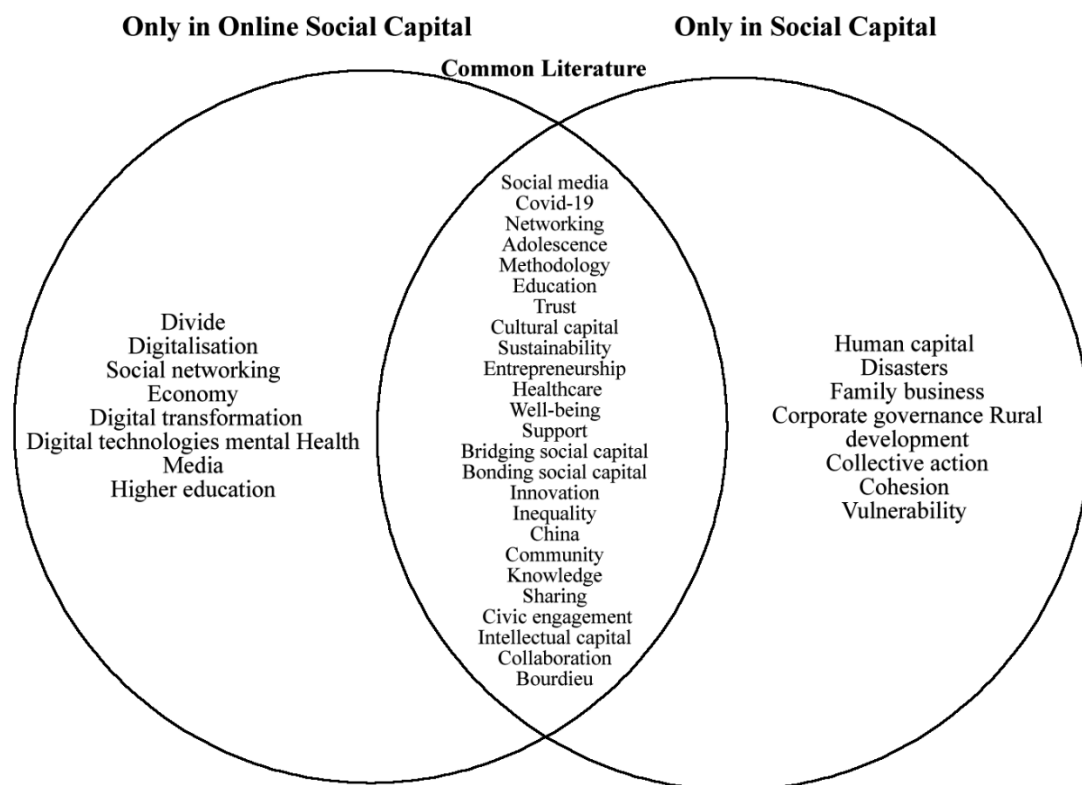 Only in Online Social Capital
Only in Social Capital
Common Literature
Divide
Digitalisation
Social networking
Economy
Digital transformation
Digital technologies mental Health
Media
Higher education
Social media
Covid-19
Networking
Adolescence
Methodology
Education
Trust
Cultural capital
Sustainability
Entrepreneurship
Healthcare
Well-being
Support
Bridging social capital
Bonding social capital
Innovation
Inequality
China
Community
Knowledge
Sharing
Civic engagement
Intellectual capital
Collaboration
Bourdieu
Human capital
Disasters
Family business
Corporate governance Rural
development
Collective action
Cohesion
Vulnerability